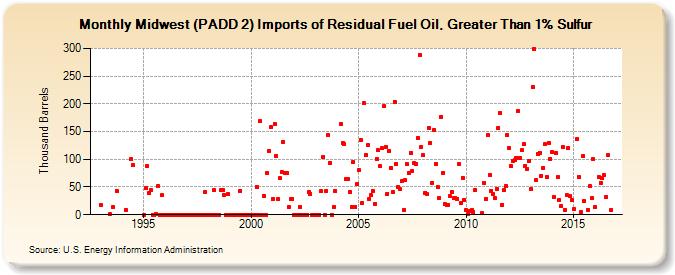 Monthly Midwest (PADD 2) Imports of Residual Fuel Oil, Greater Than 1% Sulfur
Thousand Barrels
300
250
200
150
100
50
0
1995 2000 2005 2010 2015
Source: U.S. Energy Information Administration